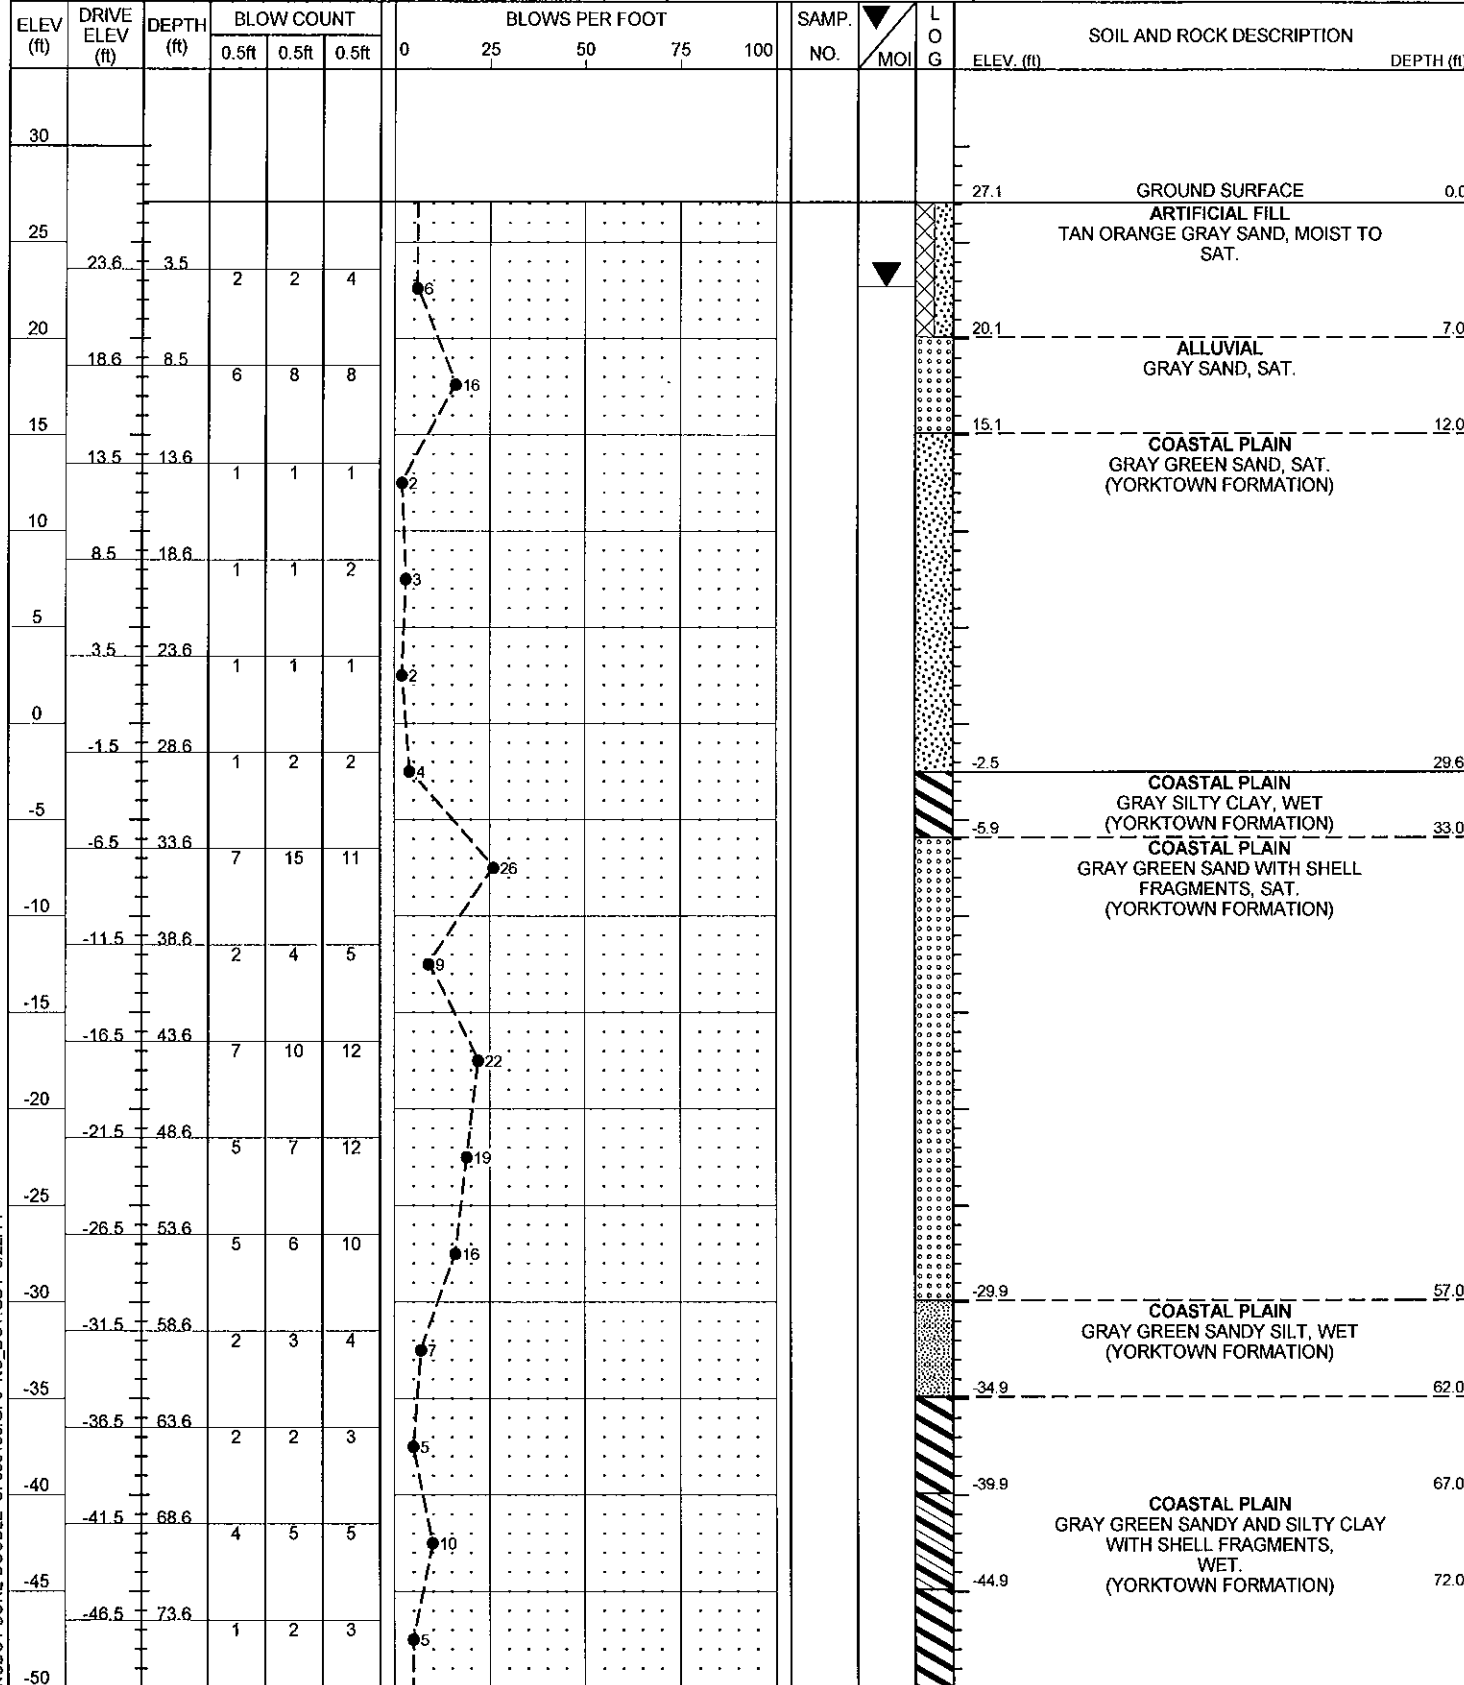 ELEV (ft) DRIVE ELEV (ft) DEPTH (ft) BLOW COUNT BLOWS PER FOOT SAMP. NO. MOI LOG SOIL AND ROCK DESCRIPTION
0.5ft 0.5ft 0.5ft 0 25 50 75 100 ELEV. (ft) DEPTH (ft)
30
27.1 GROUND SURFACE 0.0
ARTIFICIAL FILL
25 TAN ORANGE GRAY SAND, MOIST TO
SAT.
23.6 3.5
2 2 4 6
20 20.1 7.0
ALLUVIAL
18.6 8.5 GRAY SAND, SAT.
6 8 8 16
15 15.1 12.0
COASTAL PLAIN
13.5 13.6 GRAY GREEN SAND, SAT.
1 1 1 2 (YORKTOWN FORMATION)
10
8.5 18.6
1 1 2 3
5
3.5 23.6
1 1 1 2
0
-1.5 28.6
1 2 2 4 -2.5 29.6
COASTAL PLAIN
-5 GRAY SILTY CLAY, WET
(YORKTOWN FORMATION)
-5.9 33.0
-6.5 33.6 COASTAL PLAIN
7 15 11 26 GRAY GREEN SAND WITH SHELL
FRAGMENTS, SAT.
-10 (YORKTOWN FORMATION)
-11.5 38.6
2 4 5 9
-15
-16.5 43.6
7 10 12 22
-20
-21.5 48.6
5 7 12 19
-25
-26.5 53.6
5 6 10 16
-30 -29.9 57.0
COASTAL PLAIN
-31.5 58.6 GRAY GREEN SANDY SILT, WET
2 3 4 7 (YORKTOWN FORMATION)
-35 -34.9 62.0
-36.5 63.6
2 2 3 5
-40 -39.9 67.0
COASTAL PLAIN
-41.5 68.6 GRAY GREEN SANDY AND SILTY CLAY
4 5 5 10 WITH SHELL FRAGMENTS,
WET.
-45 -44.9 (YORKTOWN FORMATION) 72.0
-46.5 73.6
1 2 3 5
-50